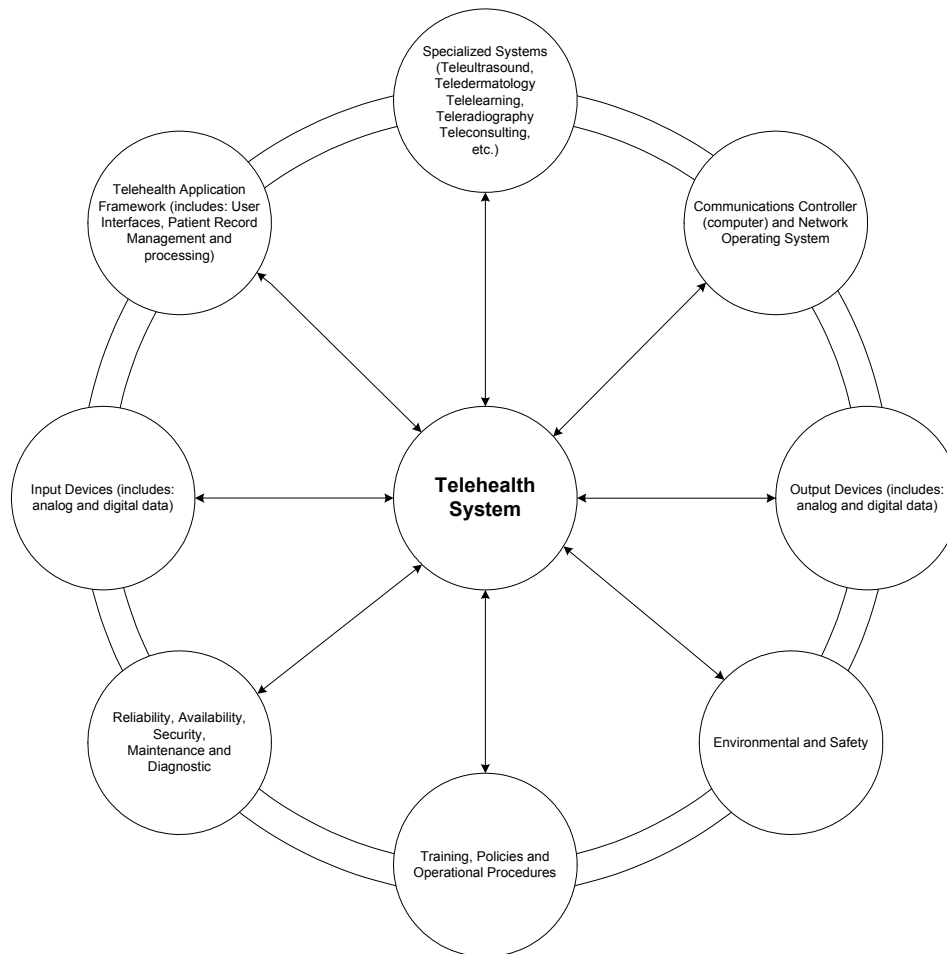 Specialized Systems
(Teleultrasound,
Teledermatology
Telelearning,
Teleradiography
Teleconsulting,
etc.)
Telehealth Application
Framework (includes: User
Interfaces, Patient Record
Management and
processing)
Communications Controller
(computer) and Network
Operating System
Input Devices (includes:
analog and digital data)
Telehealth
System
Output Devices (includes:
analog and digital data)
Reliability, Availability,
Security,
Maintenance and
Diagnostic
Environmental and Safety
Training, Policies and
Operational Procedures